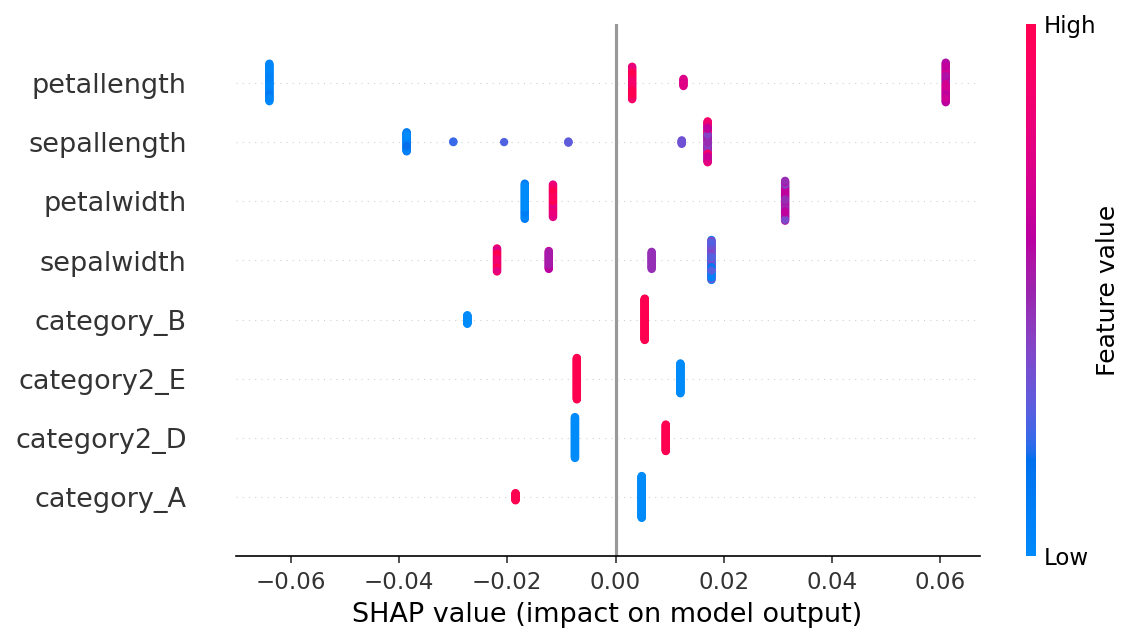 High
petallength
sepallength
petalwidth
sepalwidth
category_B
category2_E
category2_D
category_A
Feature value
Low
−0.06 −0.04 −0.02 0.00 0.02 0.04 0.06
SHAP value (impact on model output)